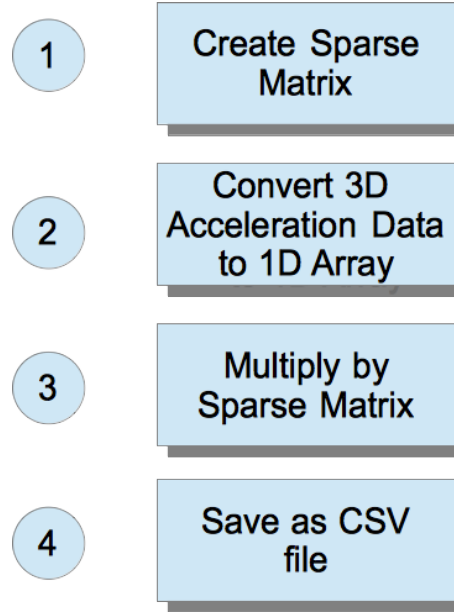 1
Create Sparse
Matrix
2
Convert 3D
Acceleration Data
to 1D Array
3
Multiply by
Sparse Matrix
4
Save as CSV
file